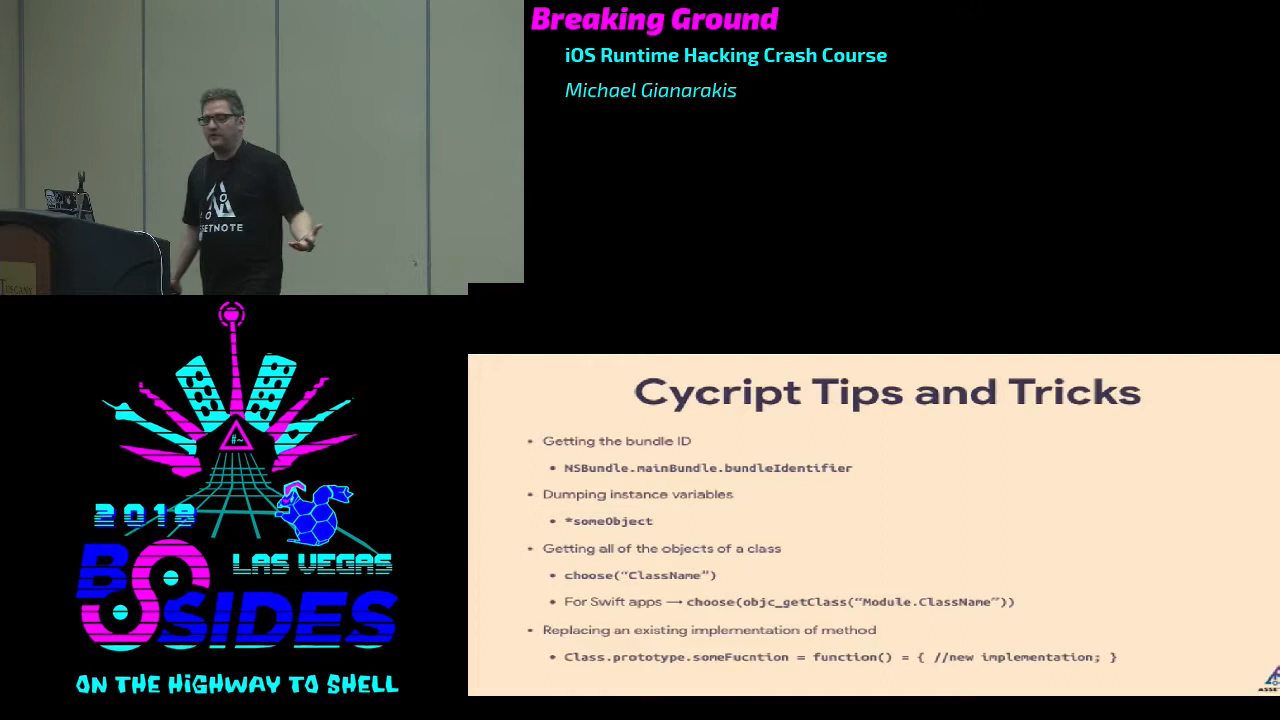 Breaking Ground
iOS Runtime Hacking Crash Course
Michael Gianarakis
SETNOTE
TUSCANY
#~
2018
LAS VEGAS
BSIDES
ON THE HIGHWAY TO SHELL
Cycript Tips and Tricks
• Getting the bundle ID
• NSBundle.mainBundle.bundleIdentifier
• Dumping instance variables
• *someObject
• Getting all of the objects of a class
• choose(“ClassName”)
• For Swift apps → choose(objc_getClass(“Module.ClassName”))
• Replacing an existing implementation of method
• Class.prototype.someFucntion = function() = { //new implementation; }
ASSET